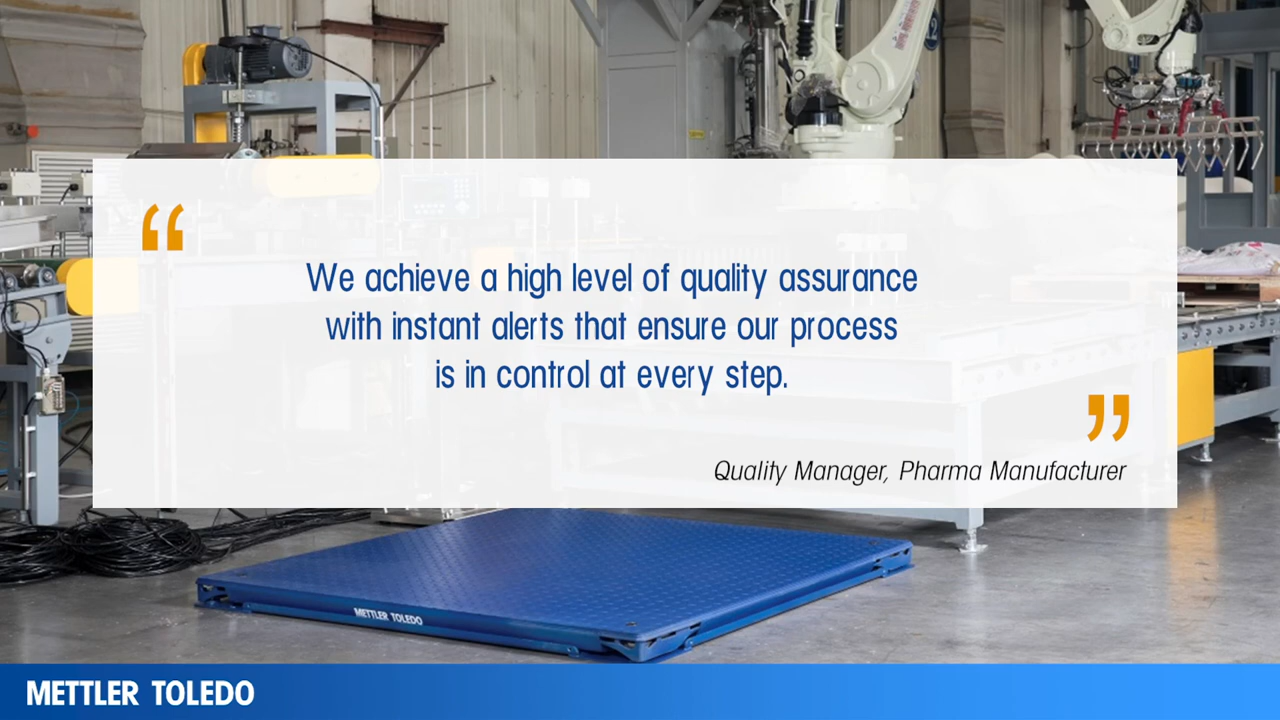 “
We achieve a high level of quality assurance
with instant alerts that ensure our process
is in control at every step.
”
Quality Manager, Pharma Manufacturer
METTLER TOLEDO
METTLER TOLEDO